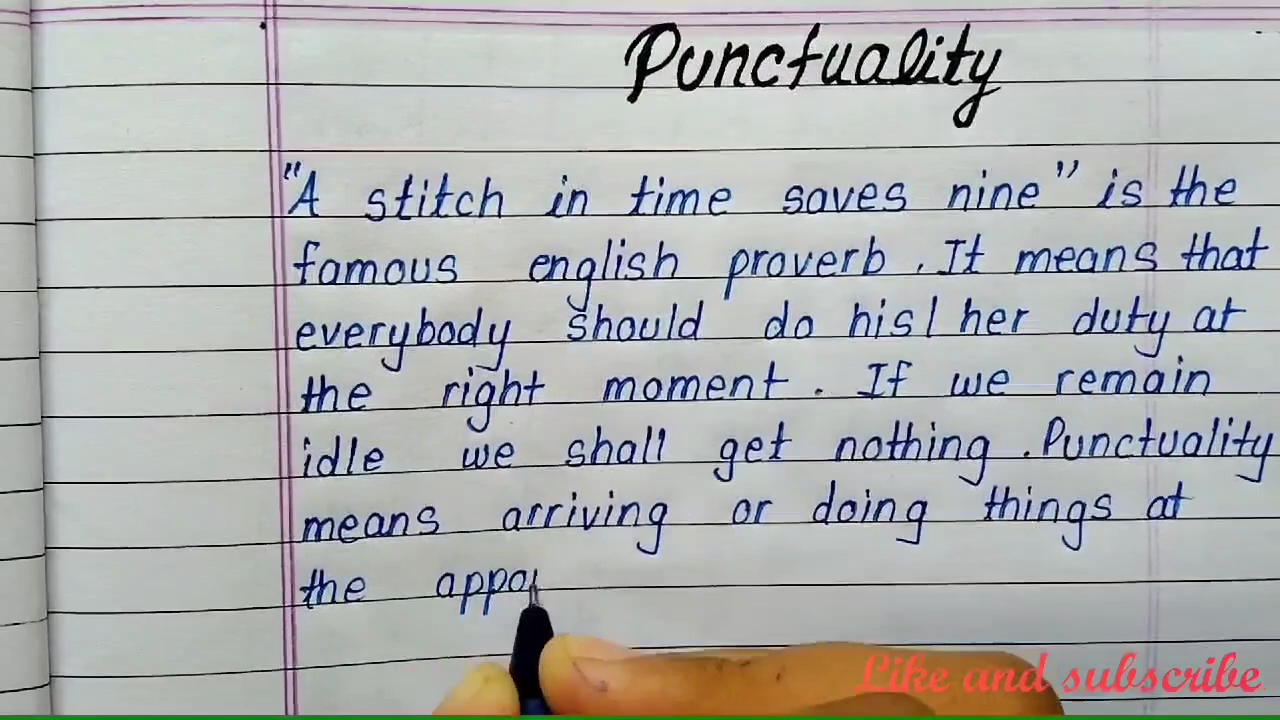 Punctuality
"A stitch in time saves nine" is the
famous english proverb. It means that
everybody should do his/her duty at
the right moment. If we remain
idle we shall get nothing. Punctuality
means arriving or doing things at
the appoi
Like and subscribe